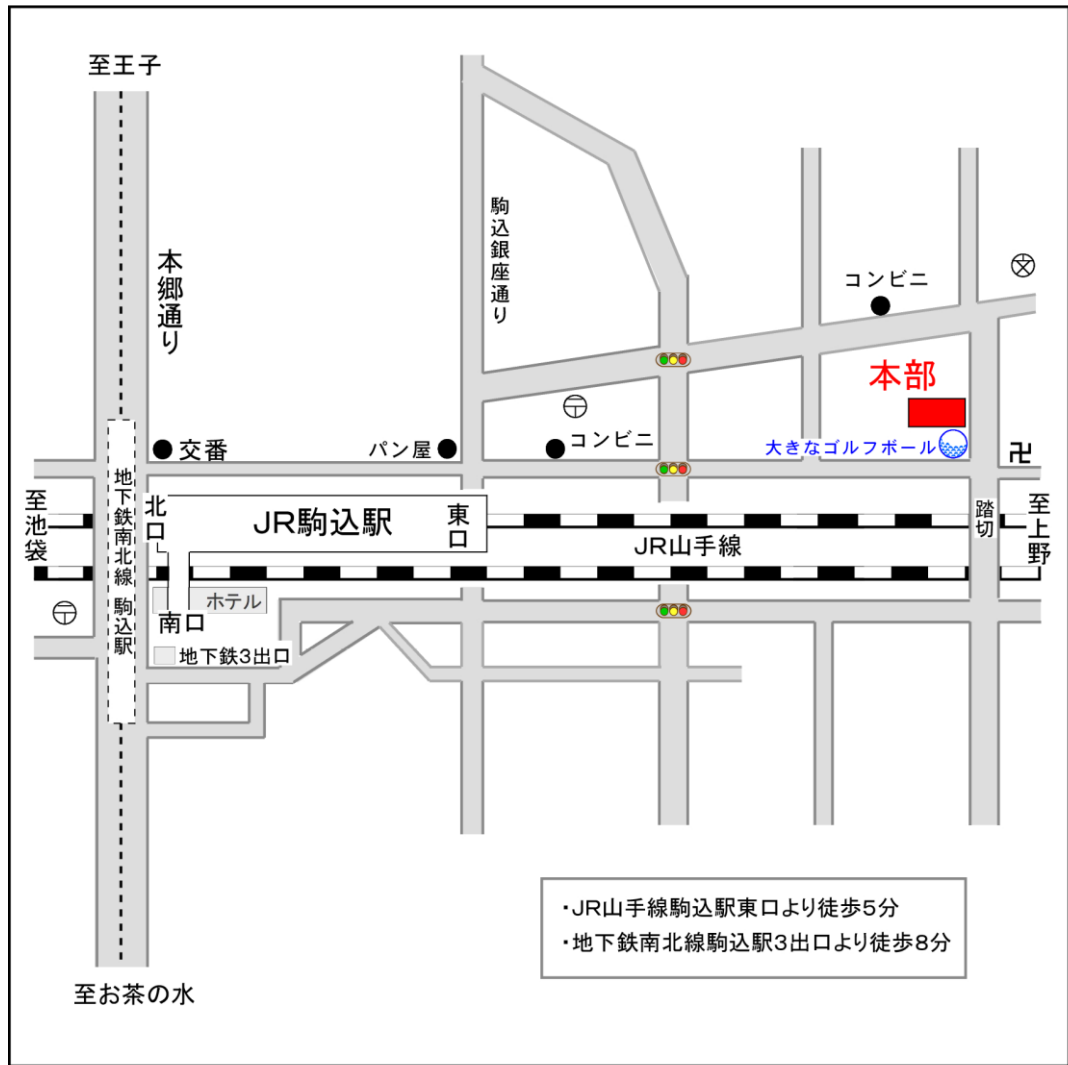 至王子
本郷通り
駒込銀座通り
コンビニ
本部
大きなゴルフボール
交番
パン屋
コンビニ
卍
至池袋
地下鉄南北線 駒込駅
北口
JR駒込駅
東口
JR山手線
踏切
至上野
ホテル
南口
地下鉄3出口
・JR山手線駒込駅東口より徒歩5分
・地下鉄南北線駒込駅3出口より徒歩8分
至お茶の水